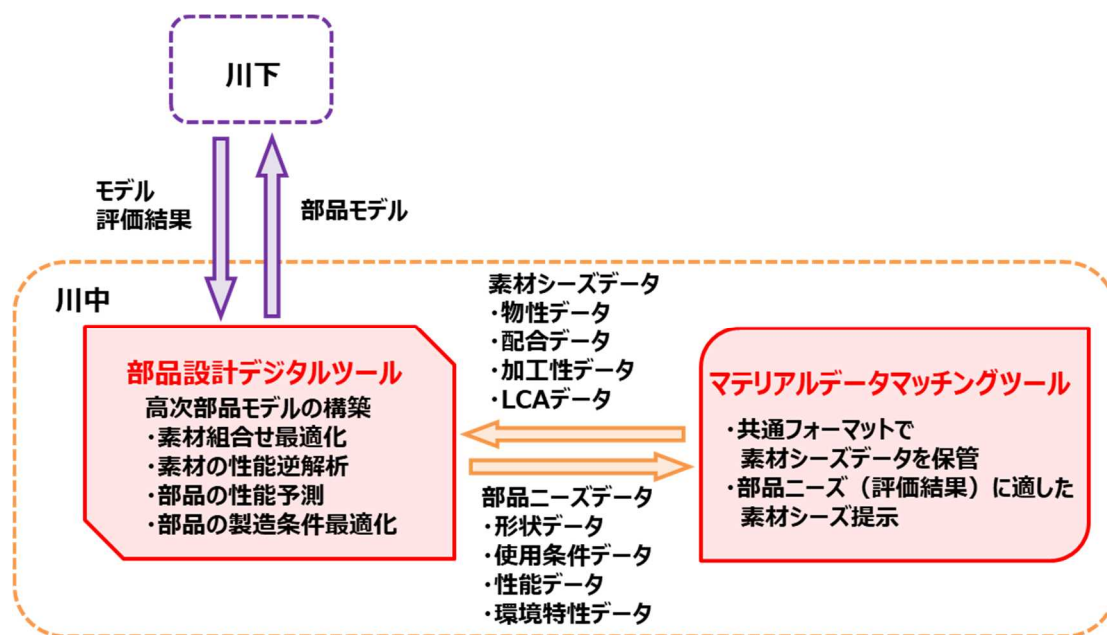 川下
モデル
評価結果
部品モデル
川中
素材シーズデータ
・物性データ
・配合データ
・加工性データ
・LCAデータ
部品設計デジタルツール
高次部品モデルの構築
・素材組合せ最適化
・素材の性能逆解析
・部品の性能予測
・部品の製造条件最適化
マテリアルデータマッチングツール
・共通フォーマットで
素材シーズデータを保管
・部品ニーズ（評価結果）に適した
素材シーズ提示
部品ニーズデータ
・形状データ
・使用条件データ
・性能データ
・環境特性データ